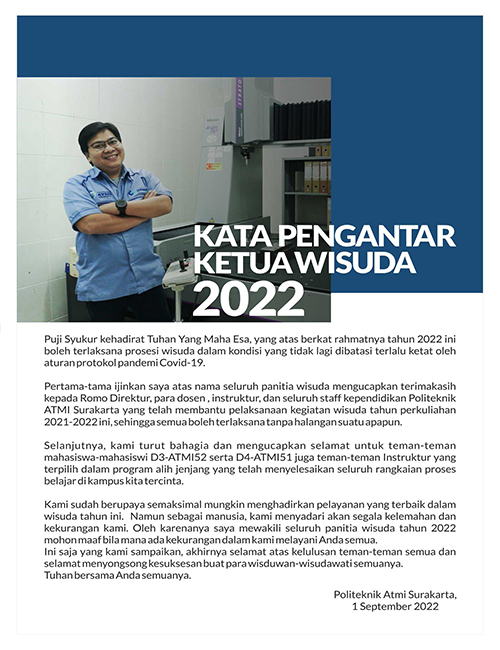 KATA PENGANTAR
KETUA WISUDA
2022
Puji Syukur kehadirat Tuhan Yang Maha Esa, yang atas berkat rahmatnya tahun 2022 ini
boleh terlaksana prosesi wisuda dalam kondisi yang tidak lagi dibatasi terlalu ketat oleh
aturan protokol pandemi Covid-19.
Pertama-tama ijinkan saya atas nama seluruh panitia wisuda mengucapkan terimakasih
kepada Romo Direktur, para dosen , instruktur, dan seluruh staff kependidikan Politeknik
ATMI Surakarta yang telah membantu pelaksanaan kegiatan wisuda tahun perkuliahan
2021-2022 ini, sehingga semua boleh terlaksana tanpa halangan suatu apapun.
Selanjutnya, kami turut bahagia dan mengucapkan selamat untuk teman-teman
mahasiswa-mahasiswi D3-ATMI52 serta D4-ATMI51 juga teman-teman Instruktur yang
terpilih dalam program alih jenjang yang telah menyelesaikan seluruh rangkaian proses
belajar di kampus kita tercinta.
Kami sudah berupaya semaksimal mungkin menghadirkan pelayanan yang terbaik dalam
wisuda tahun ini. Namun sebagai manusia, kami menyadari akan segala kelemahan dan
kekurangan kami. Oleh karenanya saya mewakili seluruh panitia wisuda tahun 2022
mohon maaf bila mana ada kekurangan dalam kami melayani Anda semua.
Ini saja yang kami sampaikan, akhirnya selamat atas kelulusan teman-teman semua dan
selamat menyongsong kesuksesan buat para wisuduwan-wisudawati semuanya.
Tuhan bersama Anda semuanya.
Politeknik Atmi Surakarta,
1 September 2022